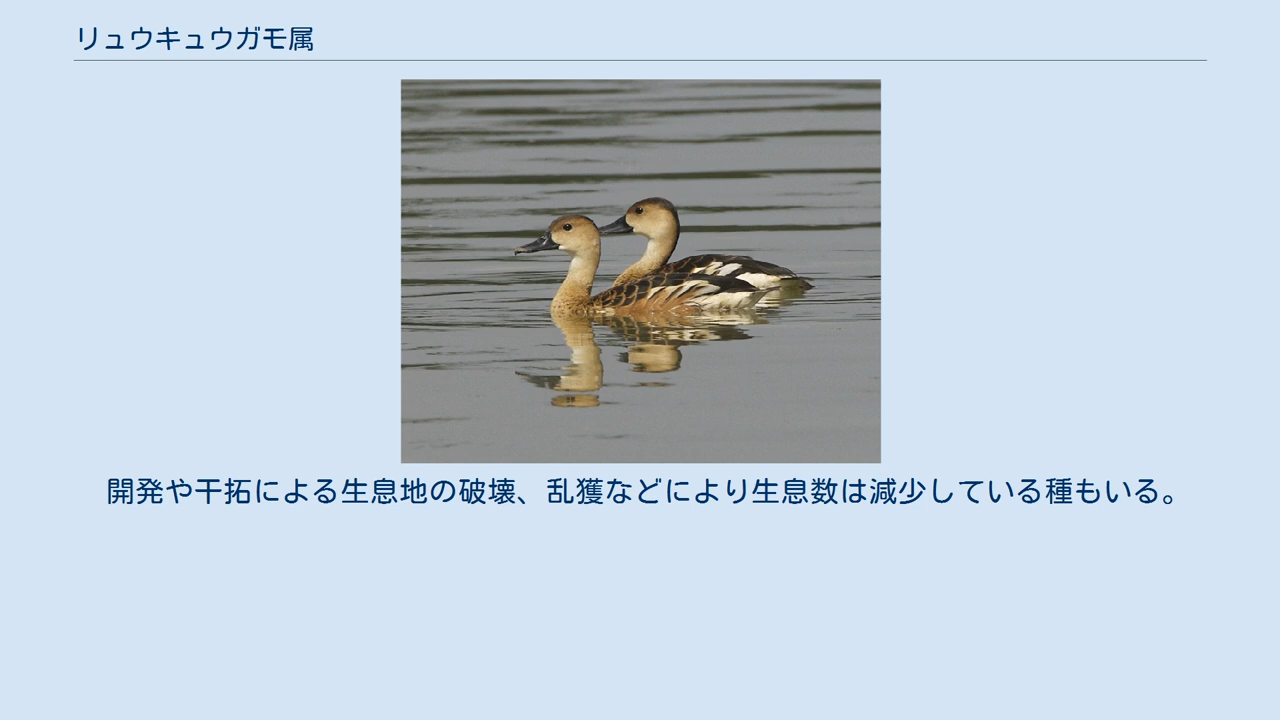 リュウキュウガモ属
開発や干拓による生息地の破壊、乱獲などにより生息数は減少している種もいる。